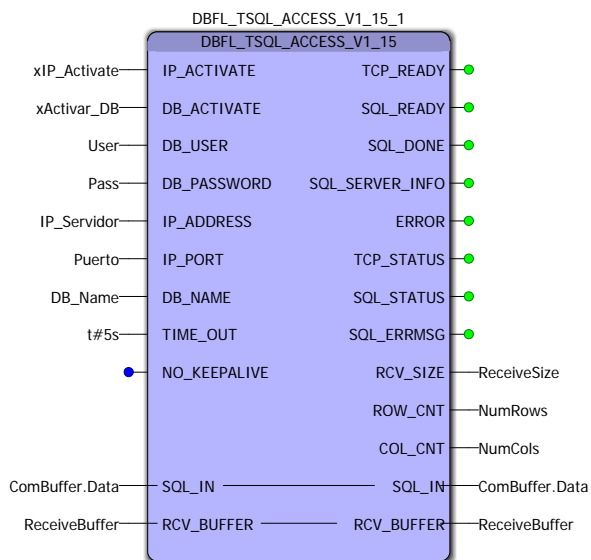 DBFL_TSQL_ACCESS_V1_15_1
DBFL_TSQL_ACCESS_V1_15
xIP_Activate IP_ACTIVATE TCP_READY
xActivar_DB DB_ACTIVATE SQL_READY
User DB_USER SQL_DONE
Pass DB_PASSWORD SQL_SERVER_INFO
IP_Servidor IP_ADDRESS ERROR
Puerto IP_PORT TCP_STATUS
DB_Name DB_NAME SQL_STATUS
t#5s TIME_OUT SQL_ERRMSG
NO_KEEPALIVE RCV_SIZE ReceiveSize
ROW_CNT NumRows
COL_CNT NumCols
ComBuffer.Data SQL_IN SQL_IN ComBuffer.Data
ReceiveBuffer RCV_BUFFER RCV_BUFFER ReceiveBuffer